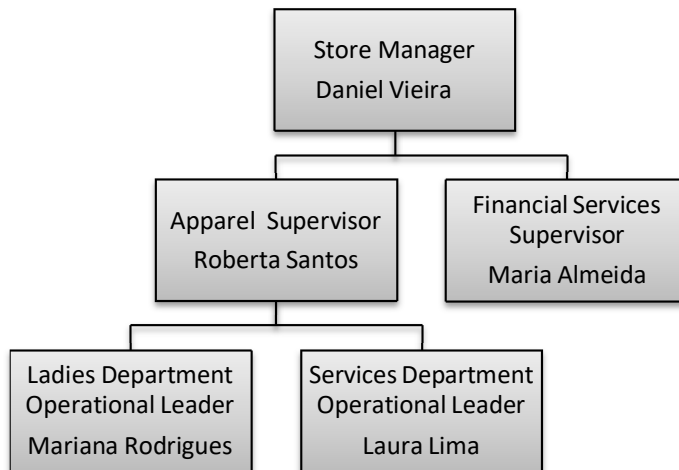 Store Manager
Daniel Vieira
Apparel Supervisor
Roberta Santos
Financial Services
Supervisor
Maria Almeida
Ladies Department
Operational Leader
Mariana Rodrigues
Services Department
Operational Leader
Laura Lima